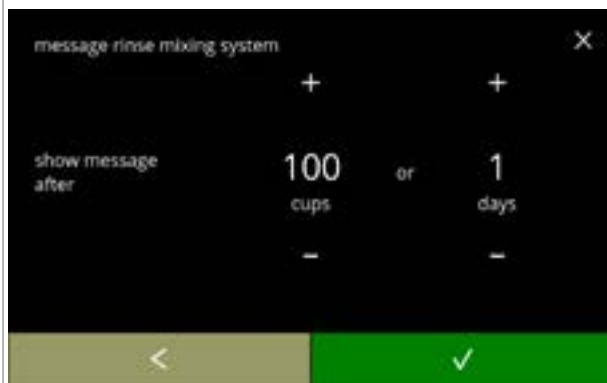 message rinse mixing system
×
+ +
show message
after
100 or 1
cups days
− −
< ✓